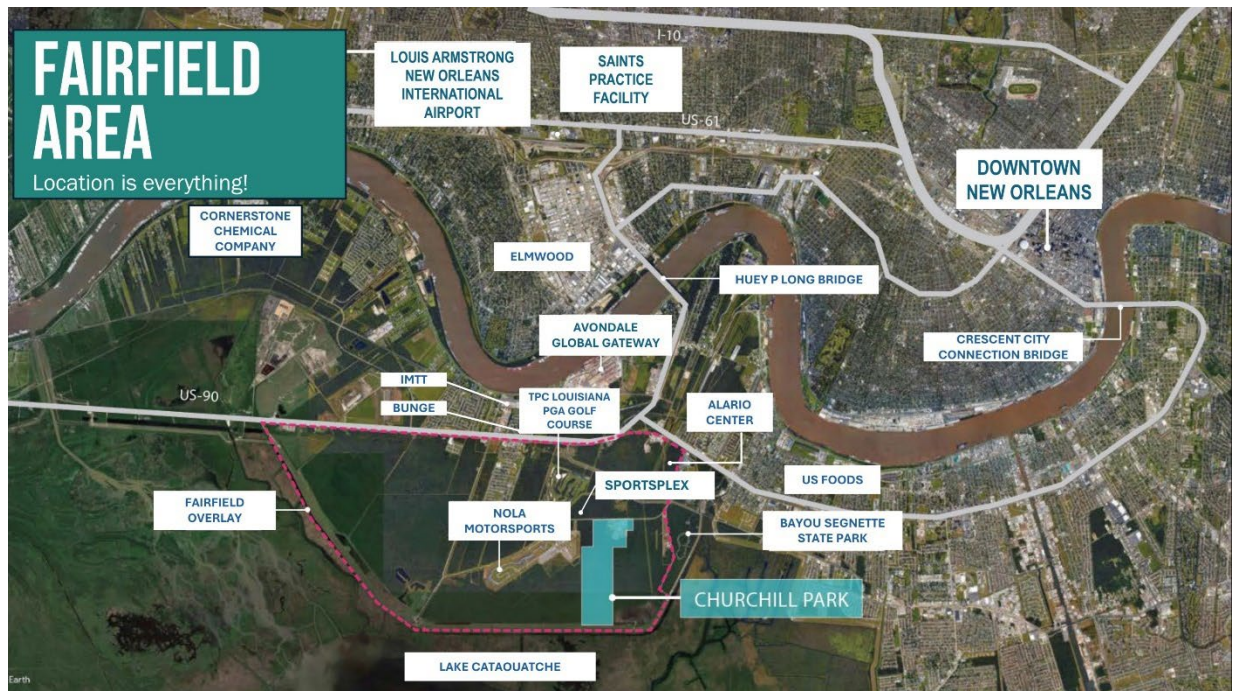 FAIRFIELD
AREA
Location is everything!
LOUIS ARMSTRONG
NEW ORLEANS
INTERNATIONAL
AIRPORT
SAINTS
PRACTICE
FACILITY
I-10
US-61
DOWNTOWN
NEW ORLEANS
CORNERSTONE
CHEMICAL
COMPANY
ELMWOOD
HUEY P LONG BRIDGE
AVONDALE
GLOBAL GATEWAY
CRESCENT CITY
CONNECTION BRIDGE
IMTT
BUNGE
US-90
TPC LOUISIANA
PGA GOLF
COURSE
ALARIO
CENTER
SPORTSPLEX
US FOODS
FAIRFIELD
OVERLAY
NOLA
MOTORSPORTS
BAYOU SEGNETTE
STATE PARK
CHURCHILL PARK
LAKE CATAOUATCHE
Earth